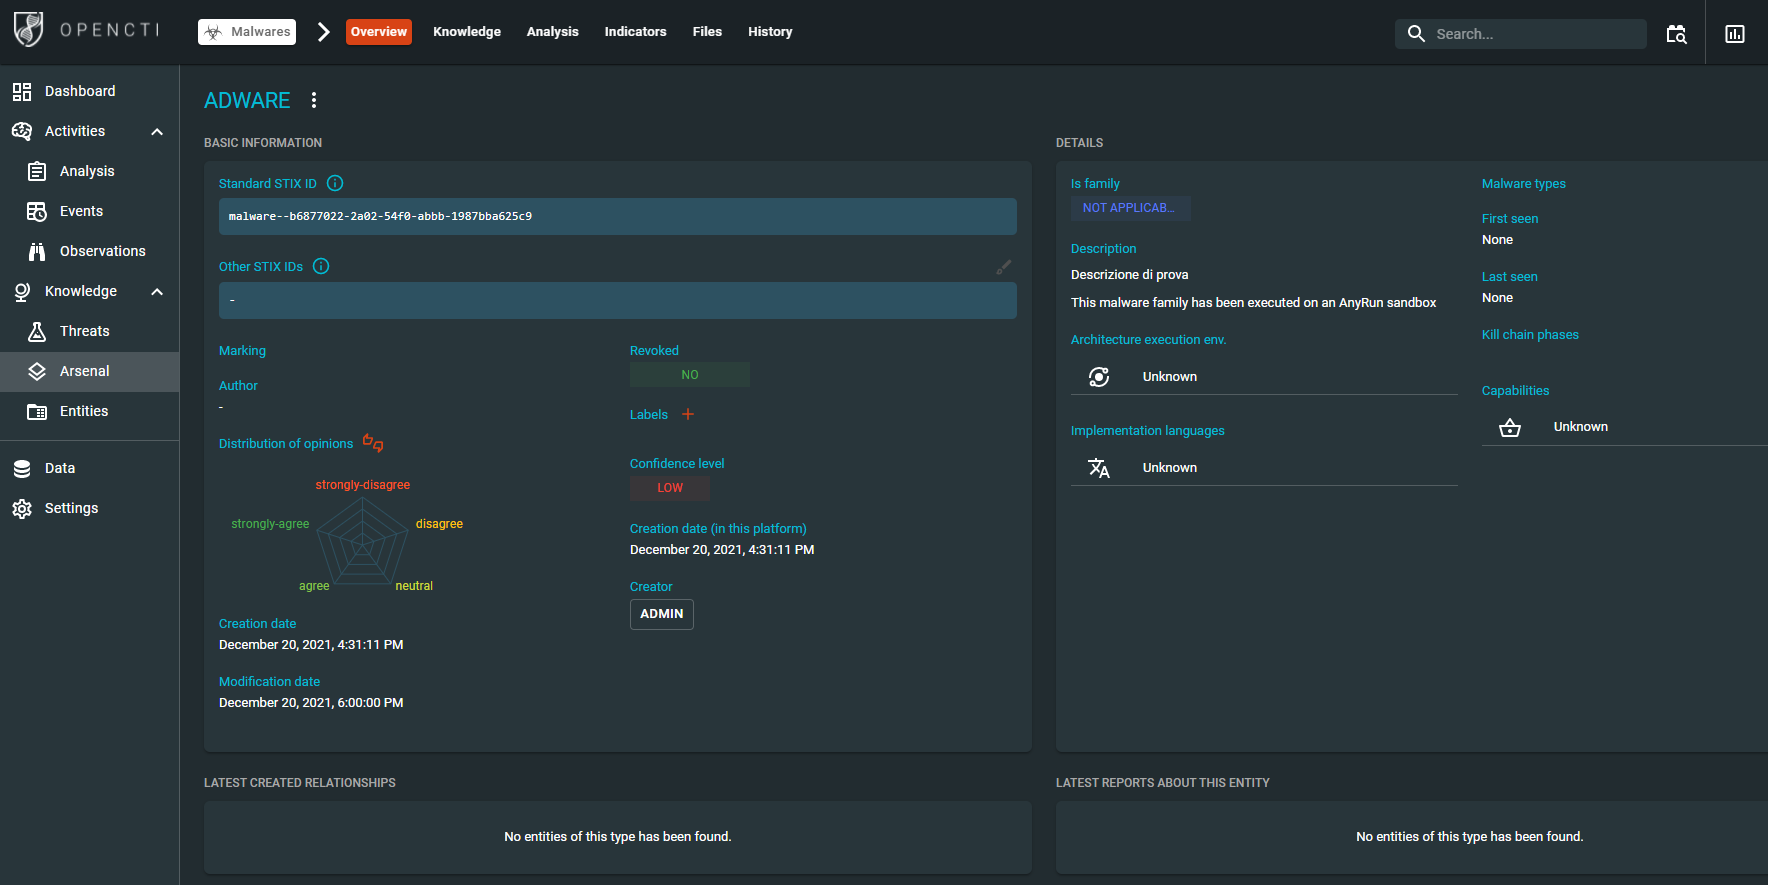 OPENCTI
Malwares
Overview
Knowledge
Analysis
Indicators
Files
History
Search...
Dashboard
Activities
Analysis
Events
Observations
Knowledge
Threats
Arsenal
Entities
Data
Settings
ADWARE
BASIC INFORMATION
Standard STIX ID
malware--b6877022-2a02-54f0-abbb-1987bba625c9
Other STIX IDs
-
Marking
Author
-
Distribution of opinions
strongly-disagree
strongly-agree
disagree
agree
neutral
Creation date
December 20, 2021, 4:31:11 PM
Modification date
December 20, 2021, 6:00:00 PM
Revoked
NO
Labels
Confidence level
LOW
Creation date (in this platform)
December 20, 2021, 4:31:11 PM
Creator
ADMIN
DETAILS
Is family
NOT APPLICAB...
Description
Descrizione di prova
This malware family has been executed on an AnyRun sandbox
Architecture execution env.
Unknown
Implementation languages
Unknown
Malware types
First seen
None
Last seen
None
Kill chain phases
Capabilities
Unknown
LATEST CREATED RELATIONSHIPS
No entities of this type has been found.
LATEST REPORTS ABOUT THIS ENTITY
No entities of this type has been found.